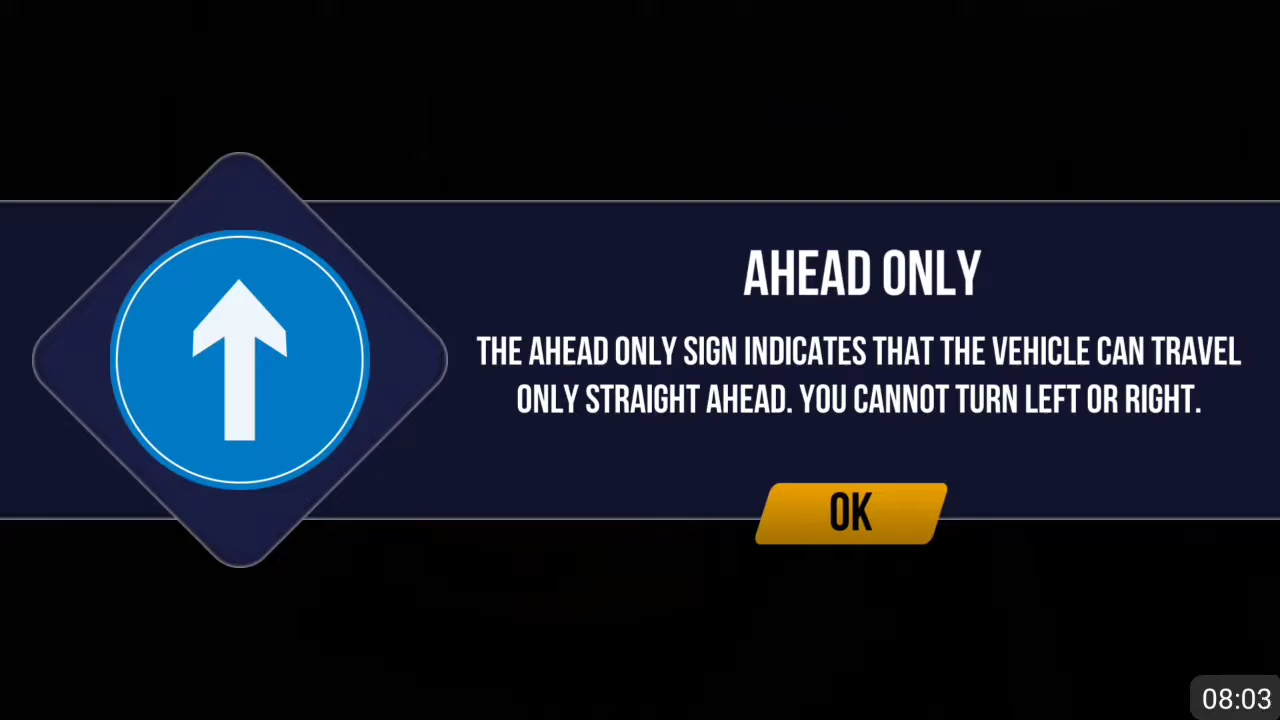 AHEAD ONLY
THE AHEAD ONLY SIGN INDICATES THAT THE VEHICLE CAN TRAVEL
ONLY STRAIGHT AHEAD. YOU CANNOT TURN LEFT OR RIGHT.
OK
08:03